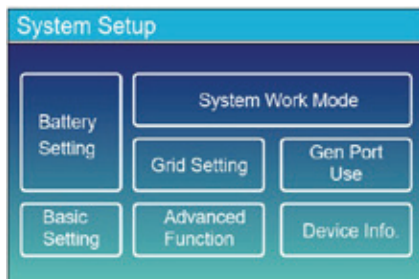 System Setup
Battery
Setting
System Work Mode
Grid Setting
Gen Port
Use
Basic
Setting
Advanced
Function
Device Info.